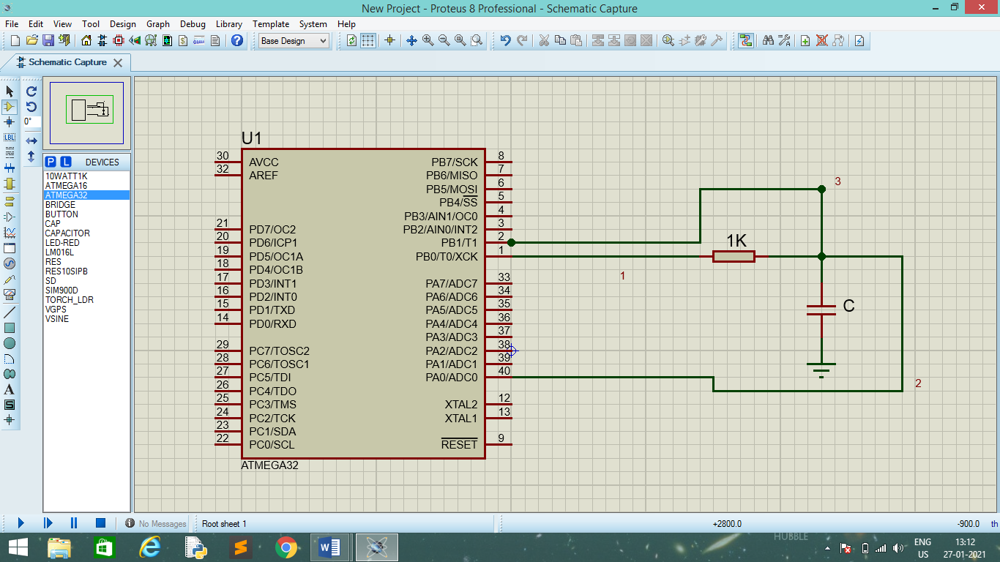 New Project - Proteus 8 Professional - Schematic Capture
File Edit View Tool Design Graph Debug Library Template System Help
Base Design
Schematic Capture
0°
LBL
P L DEVICES
10WATT1K
ATMEGA16
ATMEGA32
BRIDGE
BUTTON
CAP
CAPACITOR
LED-RED
LM016L
RES
RES10SIPB
SD
SIM900D
TORCH_LDR
VGPS
VSINE
A
S
U1
30 AVCC
32 AREF
21 PD7/OC2
20 PD6/ICP1
19 PD5/OC1A
18 PD4/OC1B
17 PD3/INT1
16 PD2/INT0
15 PD1/TXD
14 PD0/RXD
29 PC7/TOSC2
28 PC6/TOSC1
27 PC5/TDI
26 PC4/TDO
25 PC3/TMS
24 PC2/TCK
23 PC1/SDA
22 PC0/SCL
PB7/SCK 8
PB6/MISO 7
PB5/MOSI 6
PB4/SS 5
PB3/AIN1/OC0 4
PB2/AIN0/INT2 3
PB1/T1 2
PB0/T0/XCK 1
PA7/ADC7 33
PA6/ADC6 34
PA5/ADC5 35
PA4/ADC4 36
PA3/ADC3 37
PA2/ADC2 38
PA1/ADC1 39
PA0/ADC0 40
XTAL2 12
XTAL1 13
RESET 9
ATMEGA32
3
1K
1
C
2
No Messages
Root sheet 1
+2800.0
-900.0
th
HUBBLE
ENG
US
13:12
27-01-2021